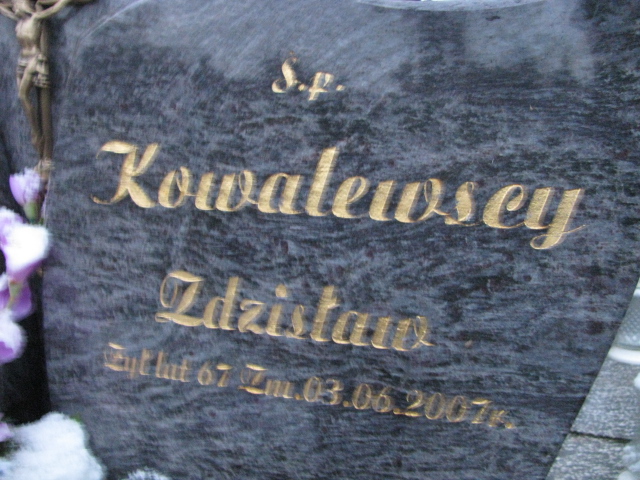 Ś.p.
Kowalewscy
Zdzisław
Żył lat 67 Zm.03.06.2007r.